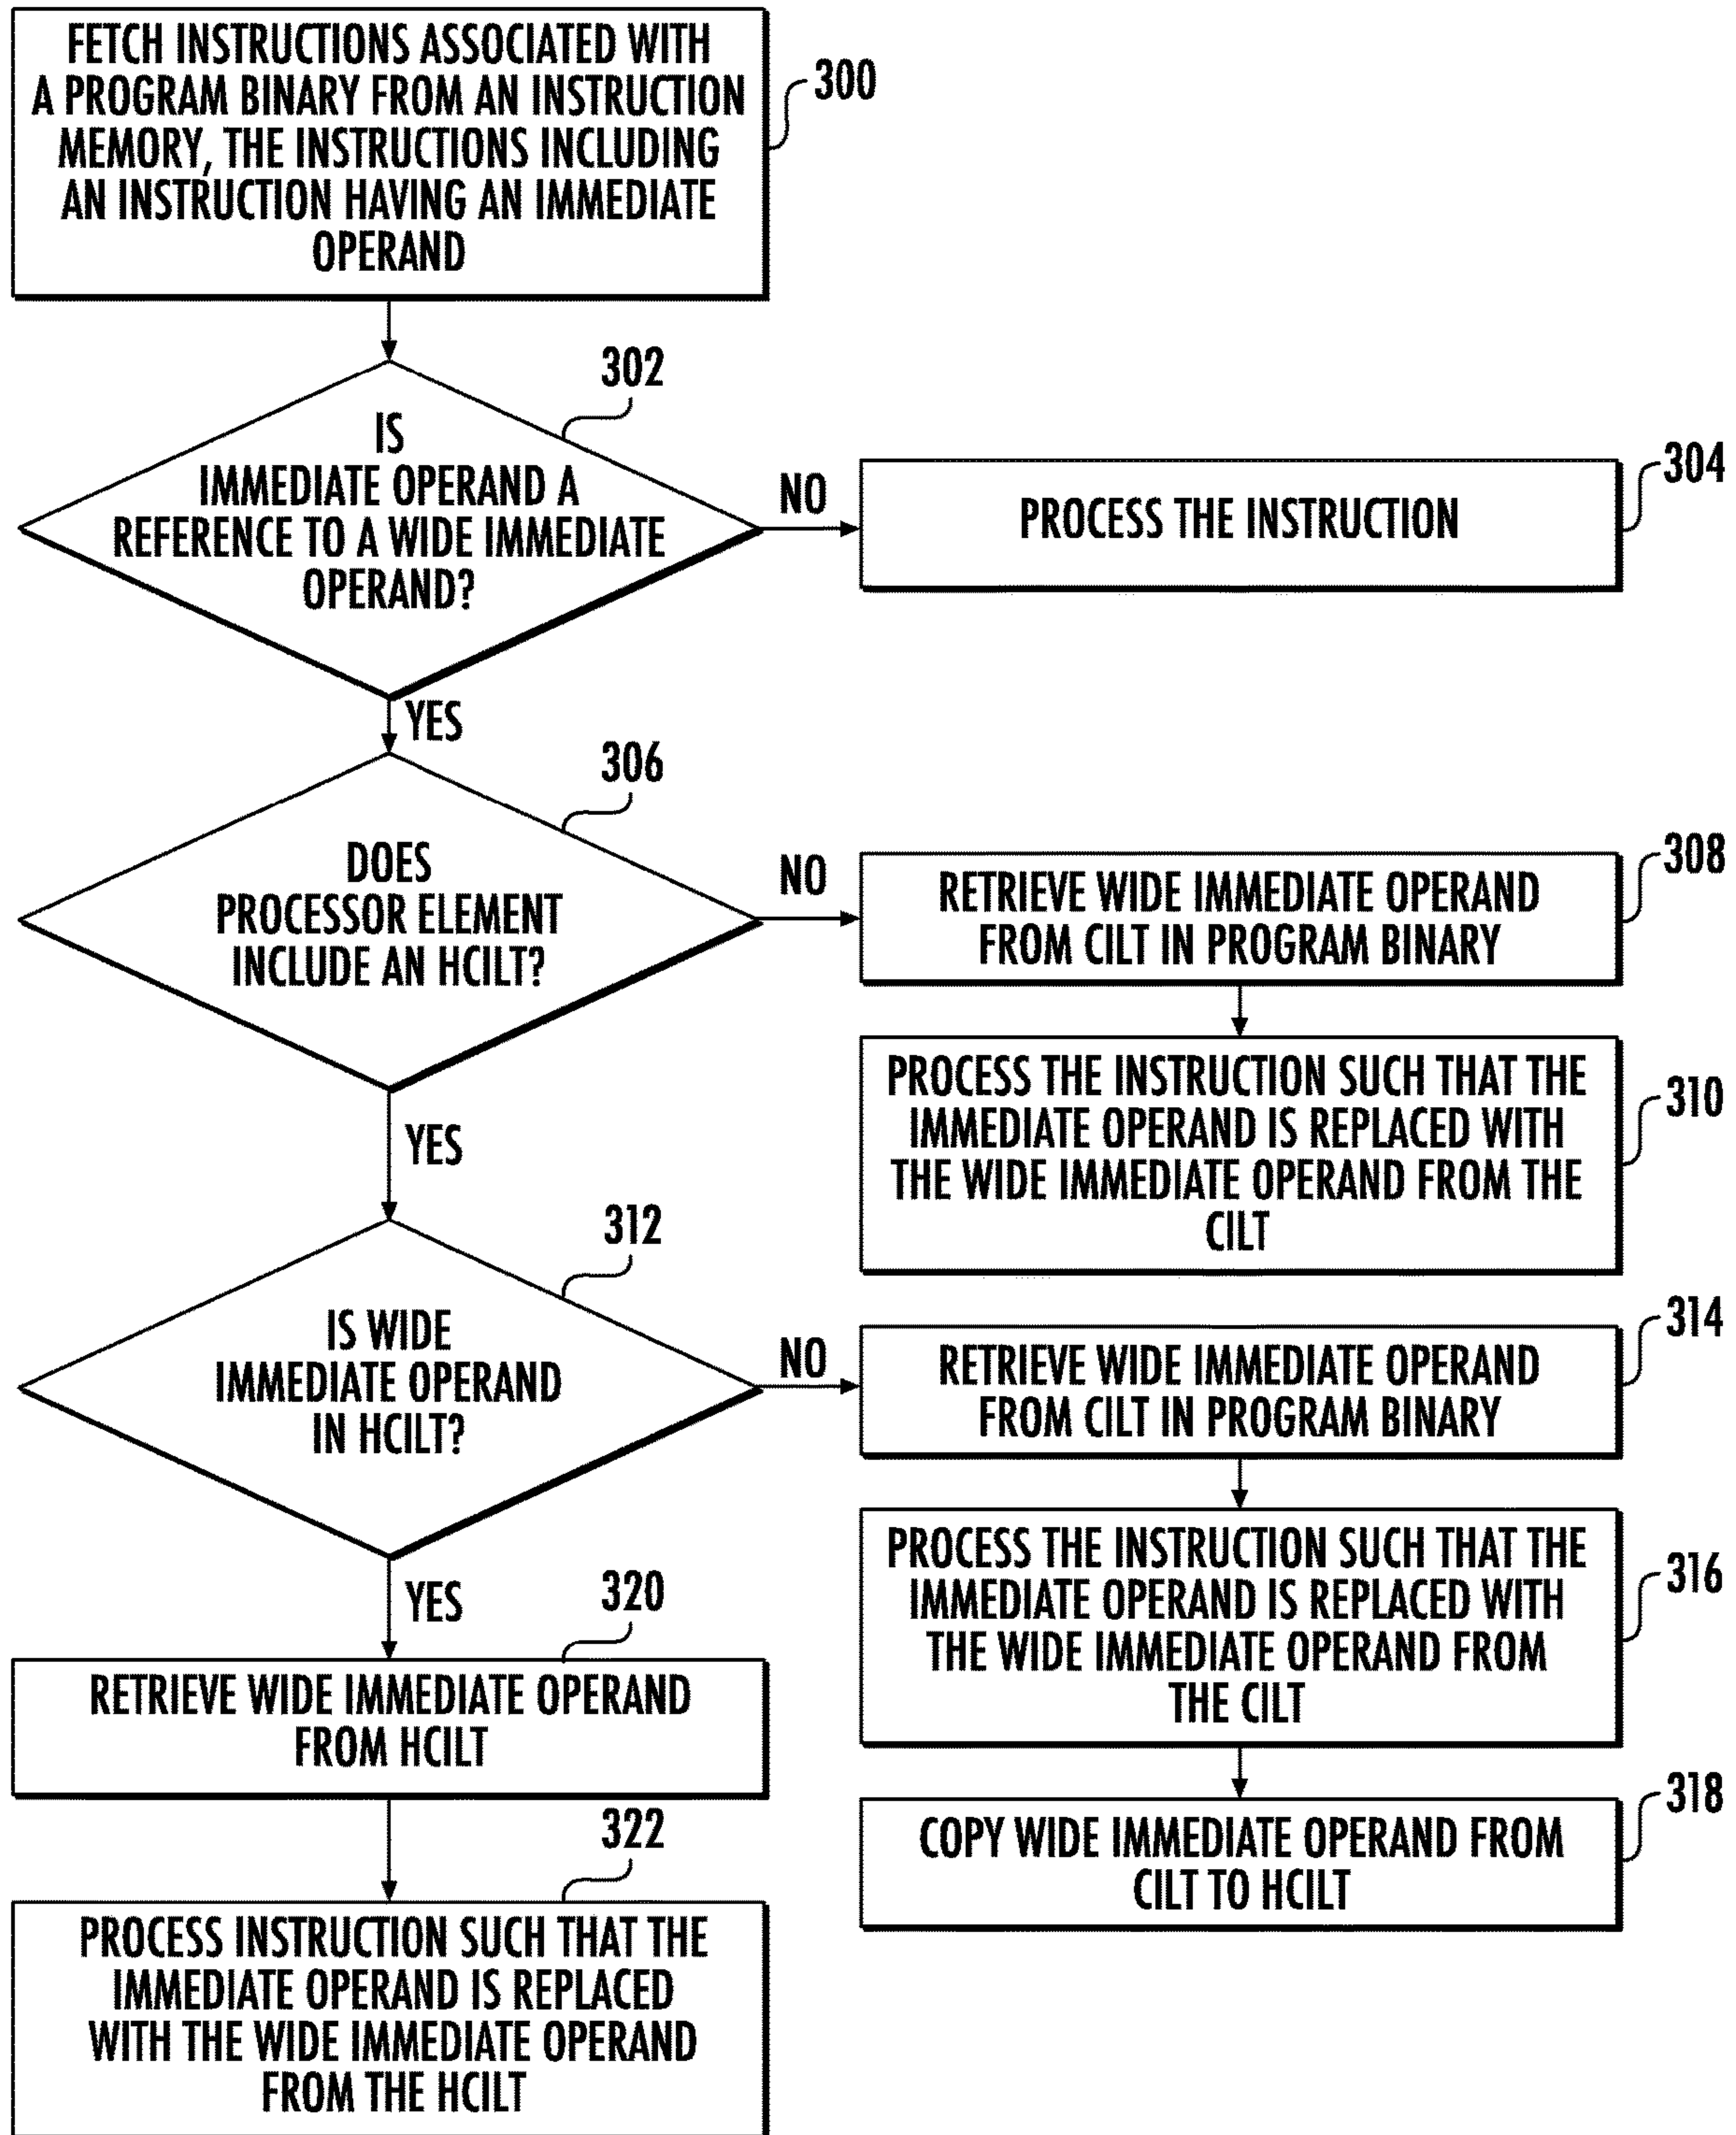 FETCH INSTRUCTIONS ASSOCIATED WITH
A PROGRAM BINARY FROM AN INSTRUCTION
MEMORY, THE INSTRUCTIONS INCLUDING
AN INSTRUCTION HAVING AN IMMEDIATE
OPERAND
300
302
IS
IMMEDIATE OPERAND A
REFERENCE TO A WIDE IMMEDIATE
OPERAND?
NO
304
PROCESS THE INSTRUCTION
YES
306
DOES
PROCESSOR ELEMENT
INCLUDE AN HCILT?
NO
308
RETRIEVE WIDE IMMEDIATE OPERAND
FROM CILT IN PROGRAM BINARY
310
PROCESS THE INSTRUCTION SUCH THAT THE
IMMEDIATE OPERAND IS REPLACED WITH
THE WIDE IMMEDIATE OPERAND FROM THE
CILT
YES
312
IS WIDE
IMMEDIATE OPERAND
IN HCILT?
NO
314
RETRIEVE WIDE IMMEDIATE OPERAND
FROM CILT IN PROGRAM BINARY
316
PROCESS THE INSTRUCTION SUCH THAT THE
IMMEDIATE OPERAND IS REPLACED WITH
THE WIDE IMMEDIATE OPERAND FROM
THE CILT
318
COPY WIDE IMMEDIATE OPERAND FROM
CILT TO HCILT
YES
320
RETRIEVE WIDE IMMEDIATE OPERAND
FROM HCILT
322
PROCESS INSTRUCTION SUCH THAT THE
IMMEDIATE OPERAND IS REPLACED
WITH THE WIDE IMMEDIATE OPERAND
FROM THE HCILT